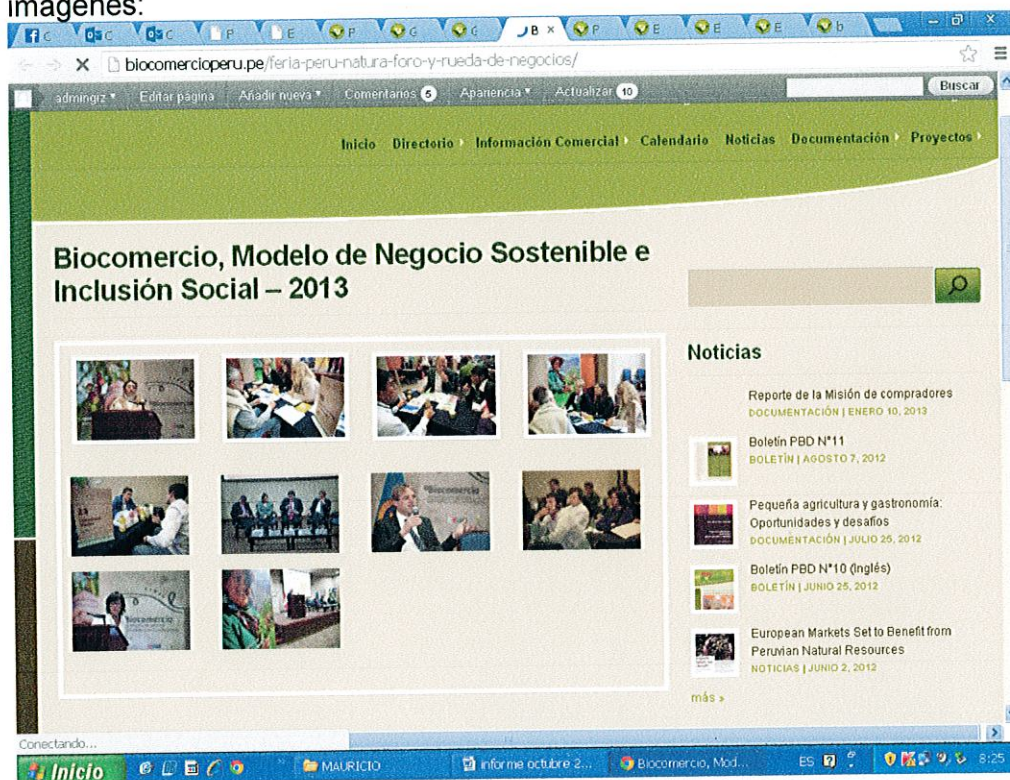 imágenes:
C C C P E P G G B × P E E E b
biocomercioperu.pe/feria-peru-natura-foro-y-rueda-de-negocios/
admingiz Editar página Añadir nueva Comentarios 5 Apariencia Actualizar 10 Buscar
Inicio Directorio Información Comercial Calendario Noticias Documentación Proyectos
Biocomercio, Modelo de Negocio Sostenible e
Inclusión Social – 2013
Noticias
Reporte de la Misión de compradores
DOCUMENTACIÓN | ENERO 10, 2013
Boletín PBD N°11
BOLETÍN | AGOSTO 7, 2012
Pequeña agricultura y gastronomía:
Oportunidades y desafíos
DOCUMENTACIÓN | JULIO 25, 2012
Boletín PBD N°10 (Inglés)
BOLETÍN | JUNIO 25, 2012
European Markets Set to Benefit from
Peruvian Natural Resources
NOTICIAS | JUNIO 2, 2012
más »
Biocomercio
Biocomercio
Conectando...
Inicio MAURICIO informe octubre 2... Biocomercio, Mod... ES 8:25